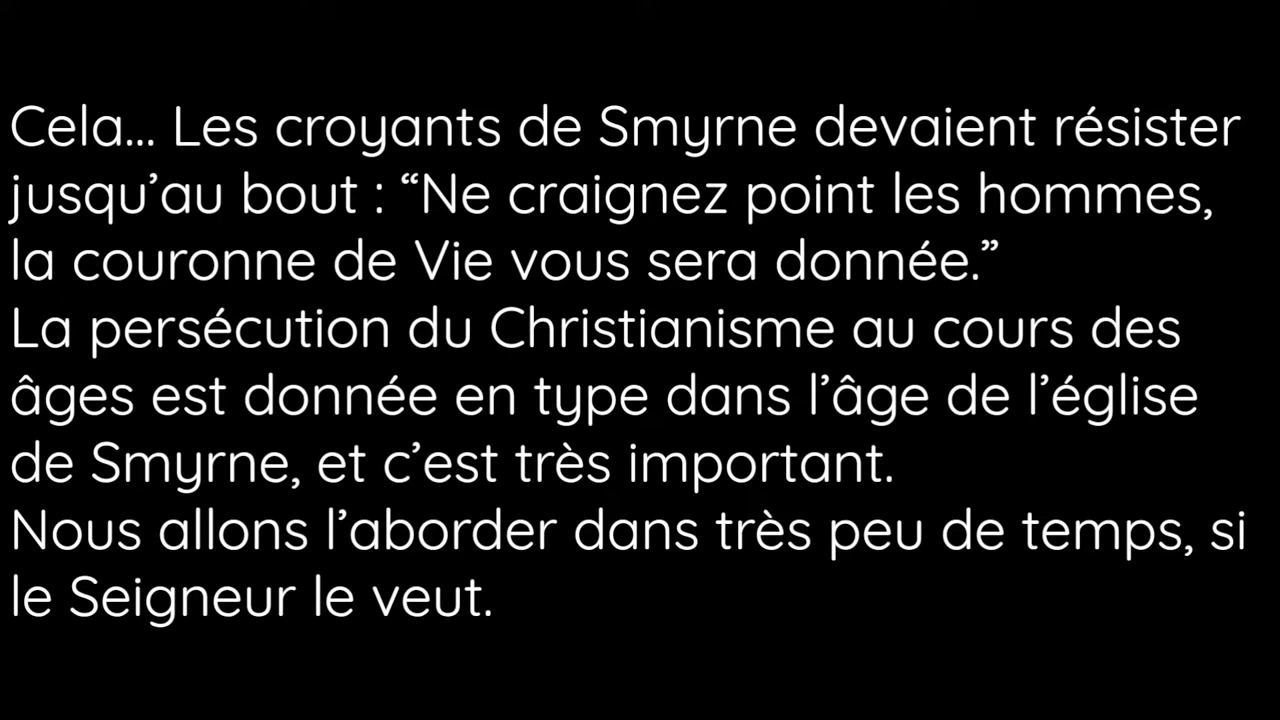 Cela... Les croyants de Smyrne devaient résister
jusqu’au bout : “Ne craignez point les hommes,
la couronne de Vie vous sera donnée.”
La persécution du Christianisme au cours des
âges est donnée en type dans l’âge de l’église
de Smyrne, et c’est très important.
Nous allons l’aborder dans très peu de temps, si
le Seigneur le veut.